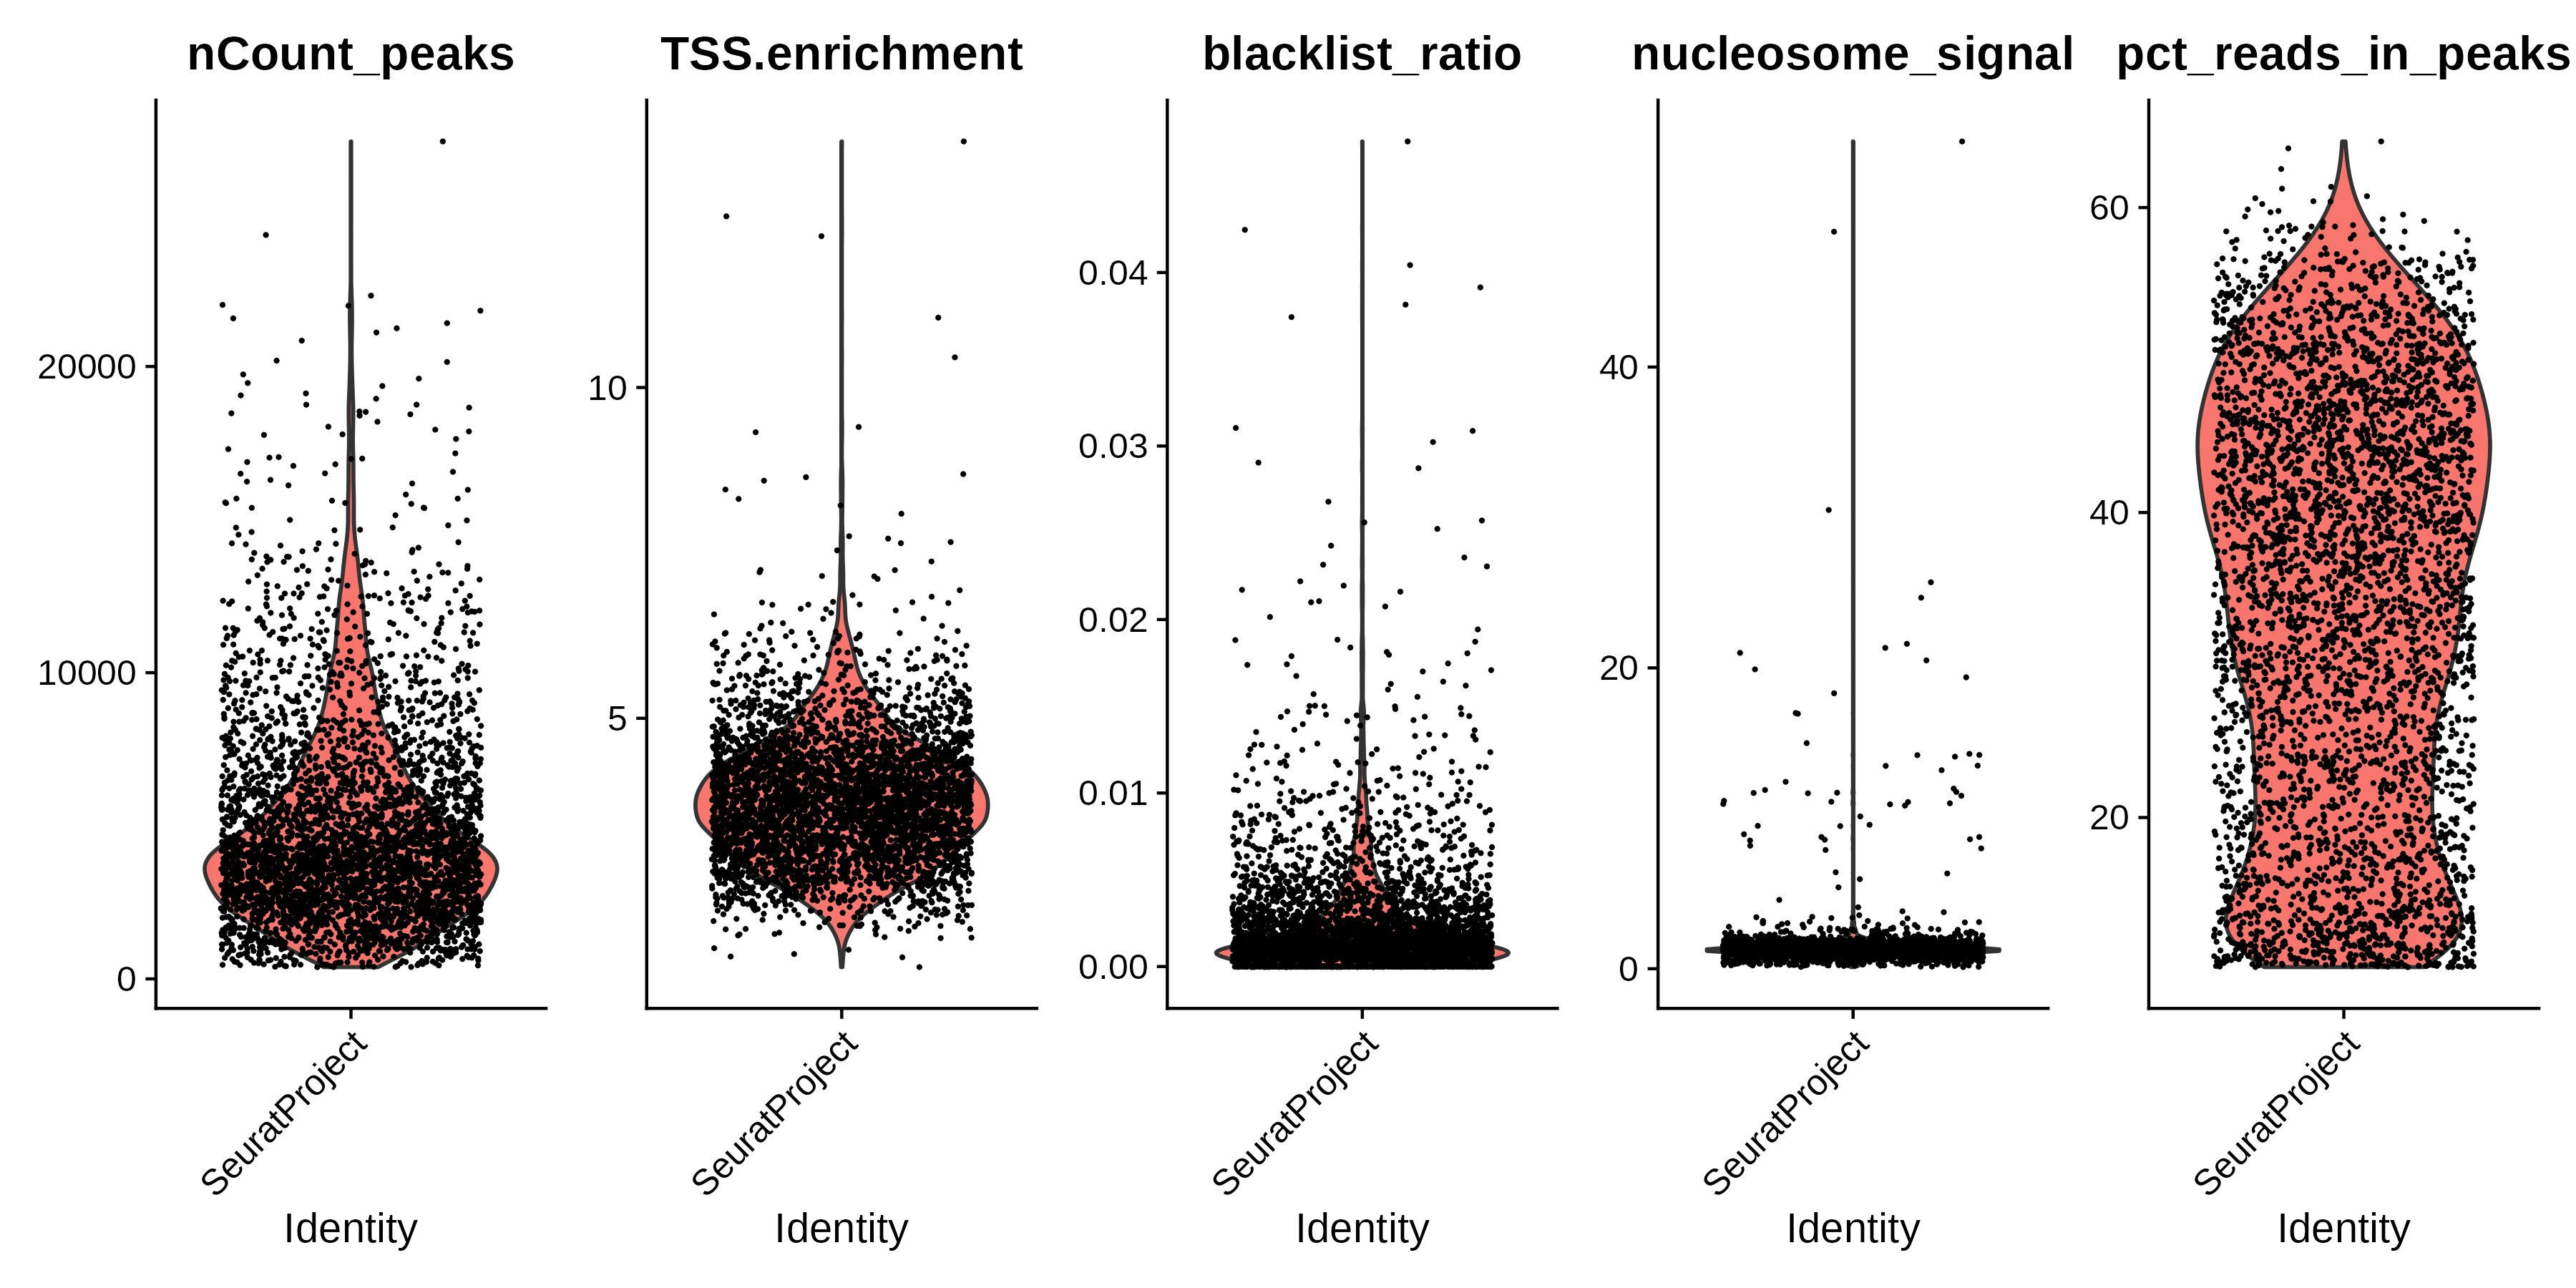 nCount_peaks
20000
10000
0
SeuratProject
Identity
TSS.enrichment
10
5
SeuratProject
Identity
blacklist_ratio
0.04
0.03
0.02
0.01
0.00
SeuratProject
Identity
nucleosome_signal
40
20
0
SeuratProject
Identity
pct_reads_in_peaks
60
40
20
SeuratProject
Identity